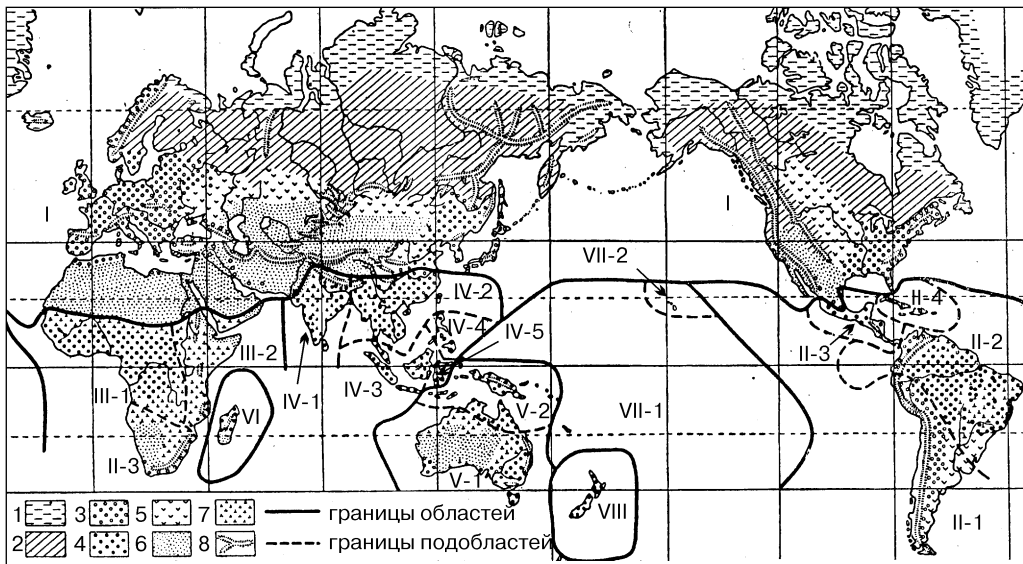 I
I
VII-2
IV-2
II-4
IV-4
IV-5
III-2
II-3
II-2
IV-3
III-1
IV-1
VI
V-2
VII-1
II-3
V-1
VIII
II-1
1 3 5 7 границы областей
2 4 6 8 границы подобластей